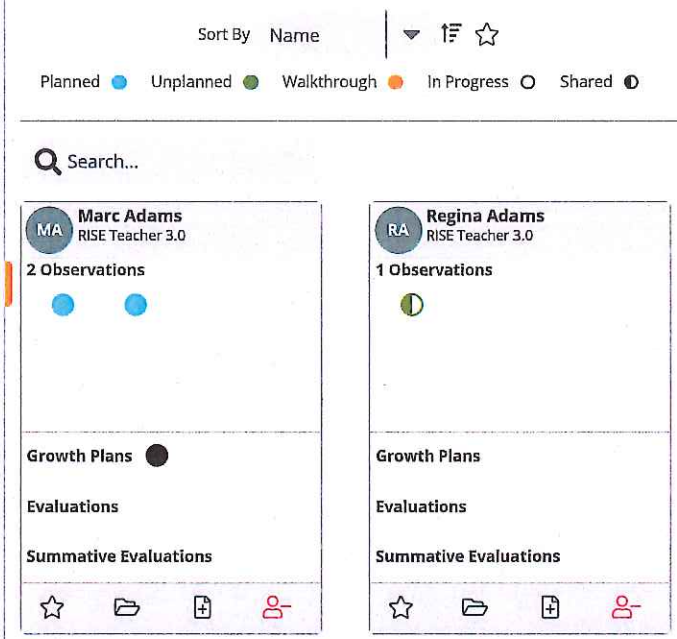 Sort By Name
Planned Unplanned Walkthrough In Progress Shared
Search...
MA Marc Adams
RISE Teacher 3.0
2 Observations
Growth Plans
Evaluations
Summative Evaluations
RA Regina Adams
RISE Teacher 3.0
1 Observations
Growth Plans
Evaluations
Summative Evaluations